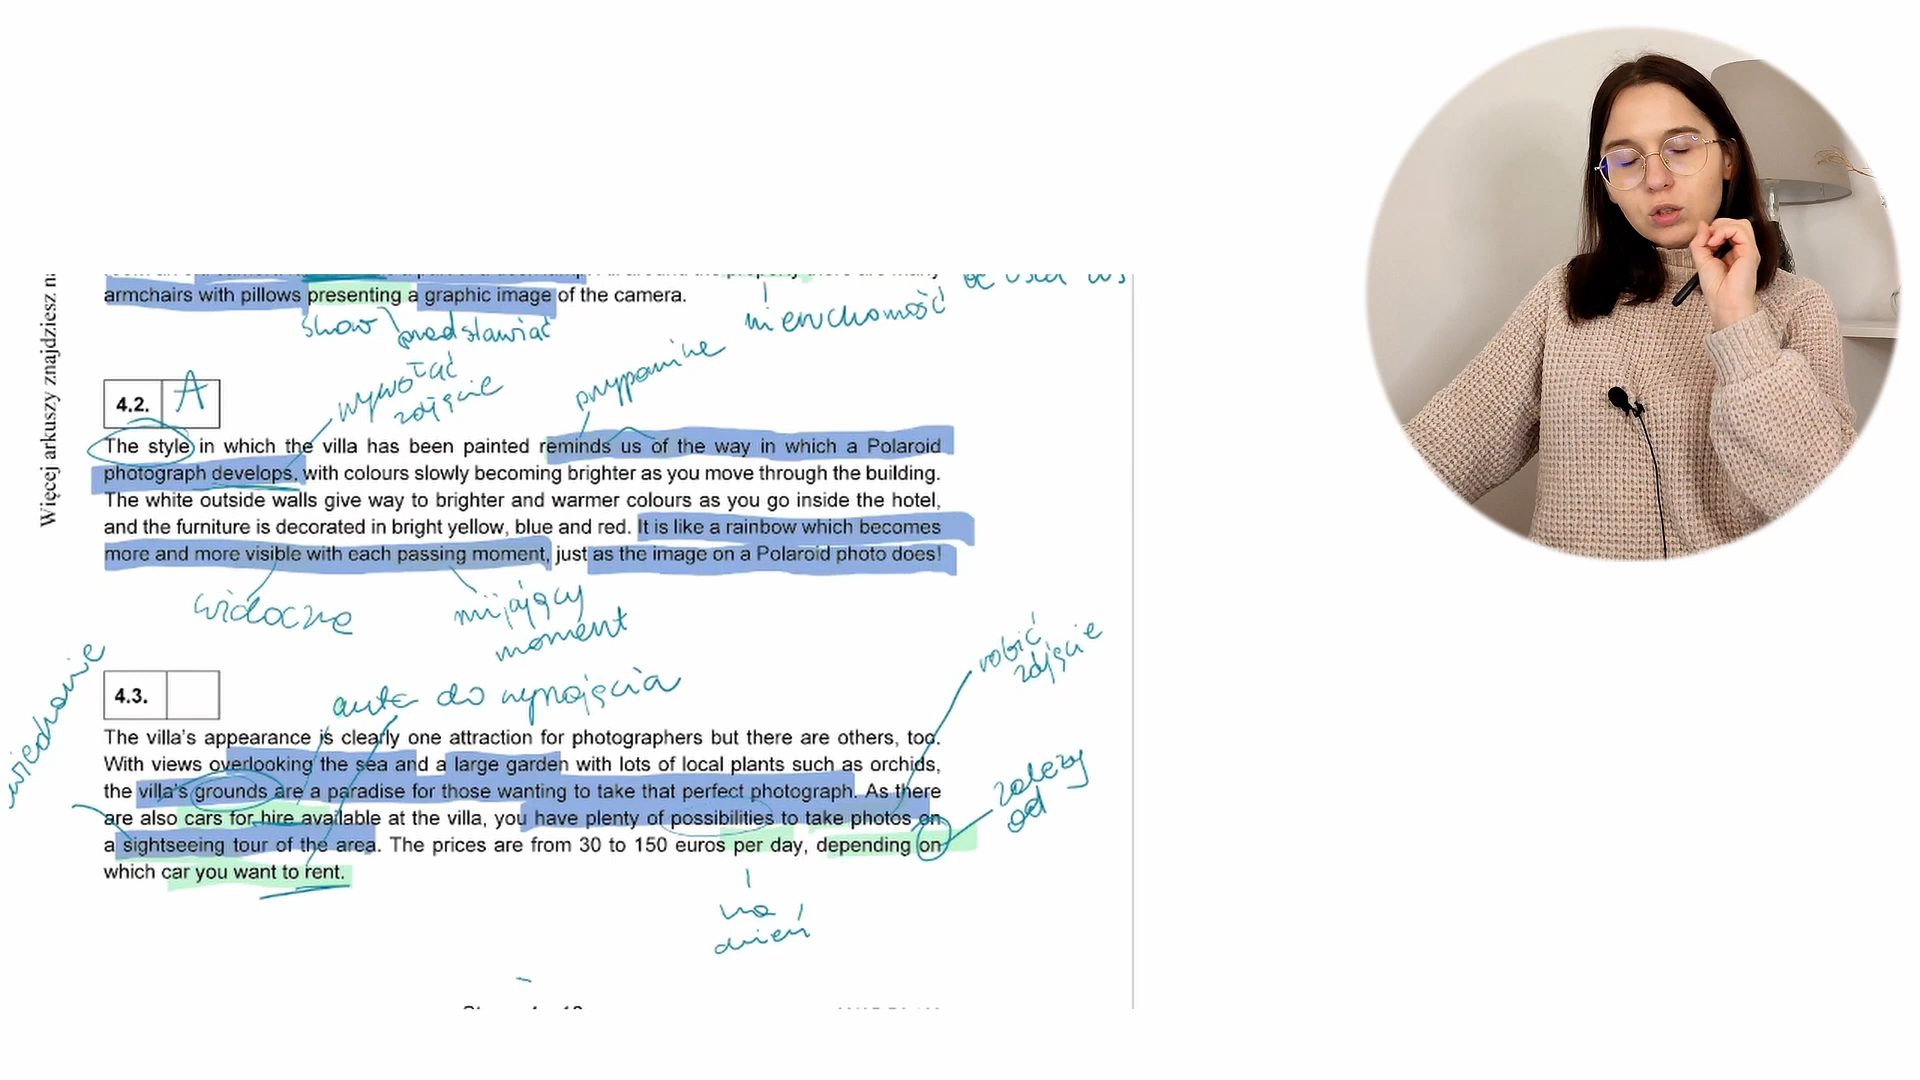 Więcej arkuszy znajdziesz n
armchairs with pillows presenting a graphic image of the camera.
show
przedstawiać
nieruchomość
wywołać
zdjęcie
przypomina
4.2. A
The style in which the villa has been painted reminds us of the way in which a Polaroid
photograph develops, with colours slowly becoming brighter as you move through the building.
The white outside walls give way to brighter and warmer colours as you go inside the hotel,
and the furniture is decorated in bright yellow, blue and red. It is like a rainbow which becomes
more and more visible with each passing moment, just as the image on a Polaroid photo does!
widoczne
mijający
moment
robić
zdjęcie
4.3.
auta do wynajęcia
The villa's appearance is clearly one attraction for photographers but there are others, too.
With views overlooking the sea and a large garden with lots of local plants such as orchids,
the villa's grounds are a paradise for those wanting to take that perfect photograph. As there
are also cars for hire available at the villa, you have plenty of possibilities to take photos on
a sightseeing tour of the area. The prices are from 30 to 150 euros per day, depending on
which car you want to rent.
zależy
od
na
dzień